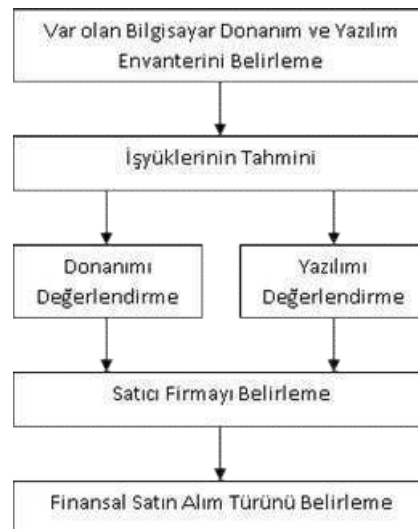 Var olan Bilgisayar Donanım ve Yazılım
Envanterini Belirleme
İşyüklerinin Tahmini
Donanımı
Değerlendirme
Yazılımı
Değerlendirme
Satıcı Firmayı Belirleme
Finansal Satın Alım Türünü Belirleme